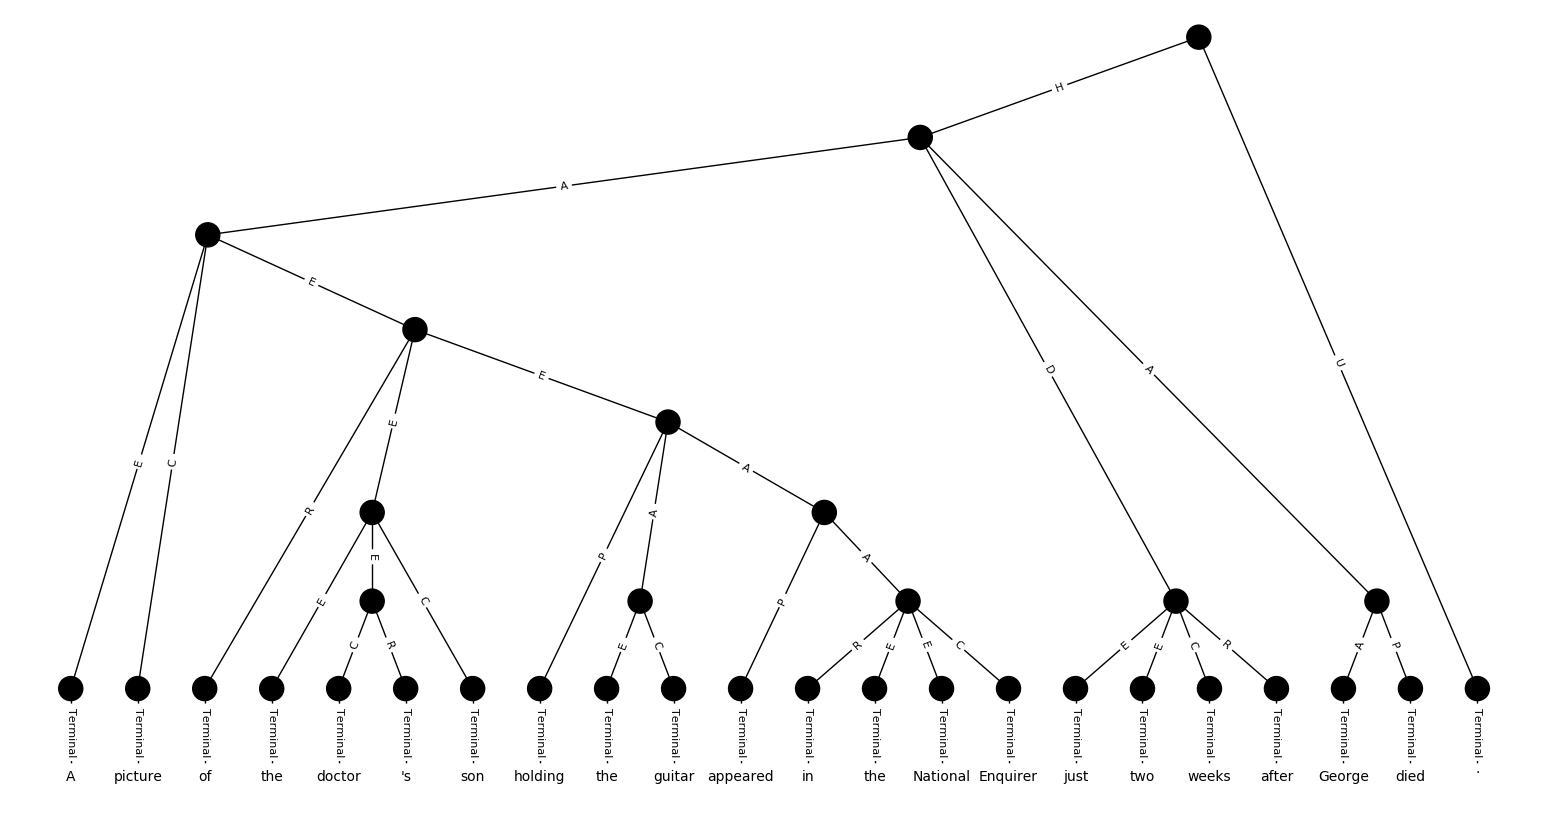 H
A
E
E
D
A
U
E
C
E
A
R
E
A
P
A
E
E
C
P
R
E
E
C
E
E
C
R
A
P
C
R
E
C
Terminal Terminal Terminal Terminal Terminal Terminal Terminal Terminal Terminal Terminal Terminal Terminal Terminal Terminal Terminal Terminal Terminal Terminal Terminal Terminal Terminal Terminal
A picture of the doctor 's son holding the guitar appeared in the National Enquirer just two weeks after George died .